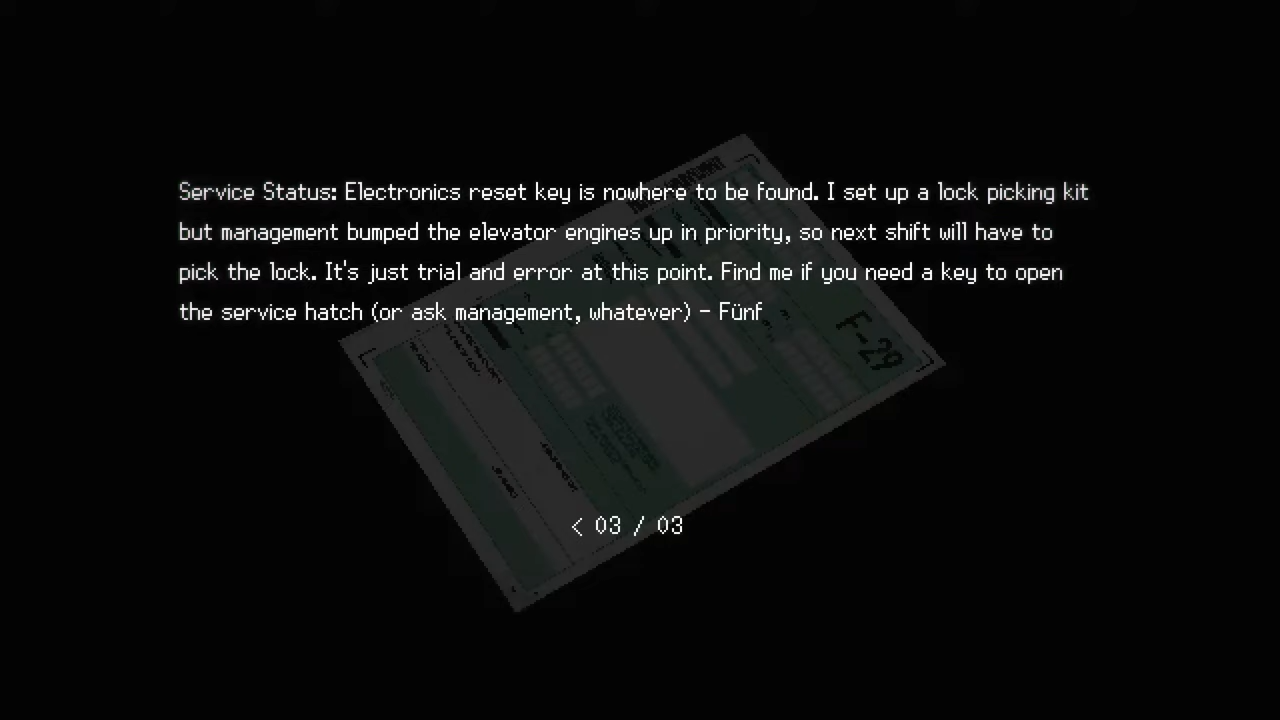 Service Status: Electronics reset key is nowhere to be found. I set up a lock picking kit
but management bumped the elevator engines up in priority, so next shift will have to
pick the lock. It's just trial and error at this point. Find me if you need a key to open
the service hatch (or ask management, whatever) - Fünf
F-29
< 03 / 03